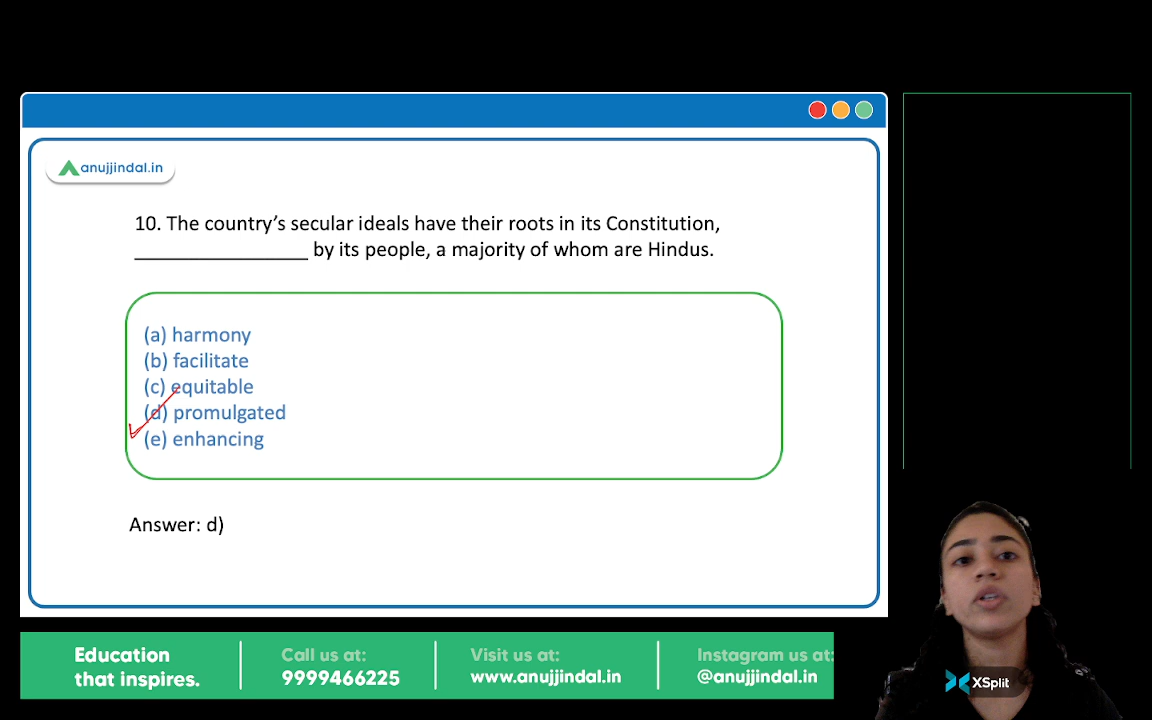 anujjindal.in
10. The country’s secular ideals have their roots in its Constitution,
_________________ by its people, a majority of whom are Hindus.
(a) harmony
(b) facilitate
(c) equitable
(d) promulgated
(e) enhancing
Answer: d)
Education
that inspires.
Call us at:
9999466225
Visit us at:
www.anujjindal.in
Instagram us at:
@anujjindal.in
XSplit